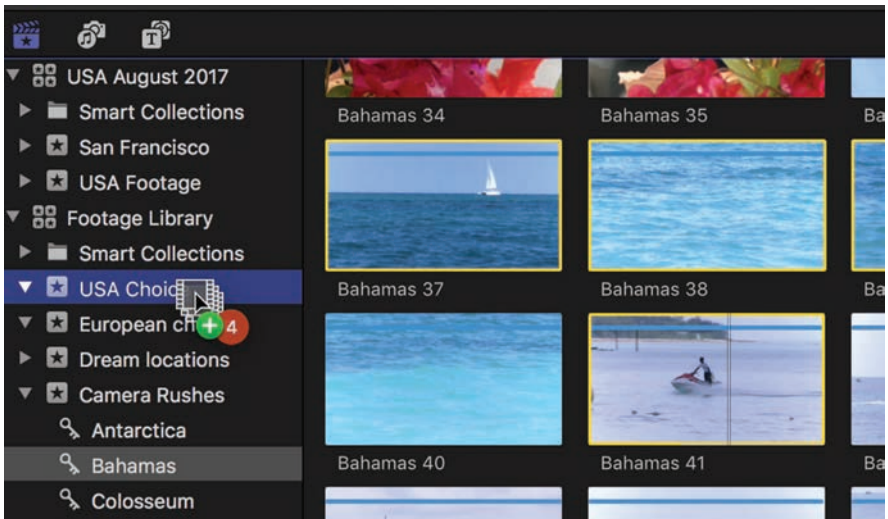 T
USA August 2017
Smart Collections
San Francisco
USA Footage
Footage Library
Smart Collections
USA
European
4
Dream locations
Camera Rushes
Antarctica
Bahamas
Colosseum
Bahamas 34
Bahamas 35
Bahamas 37
Bahamas 38
Bahamas 40
Bahamas 41